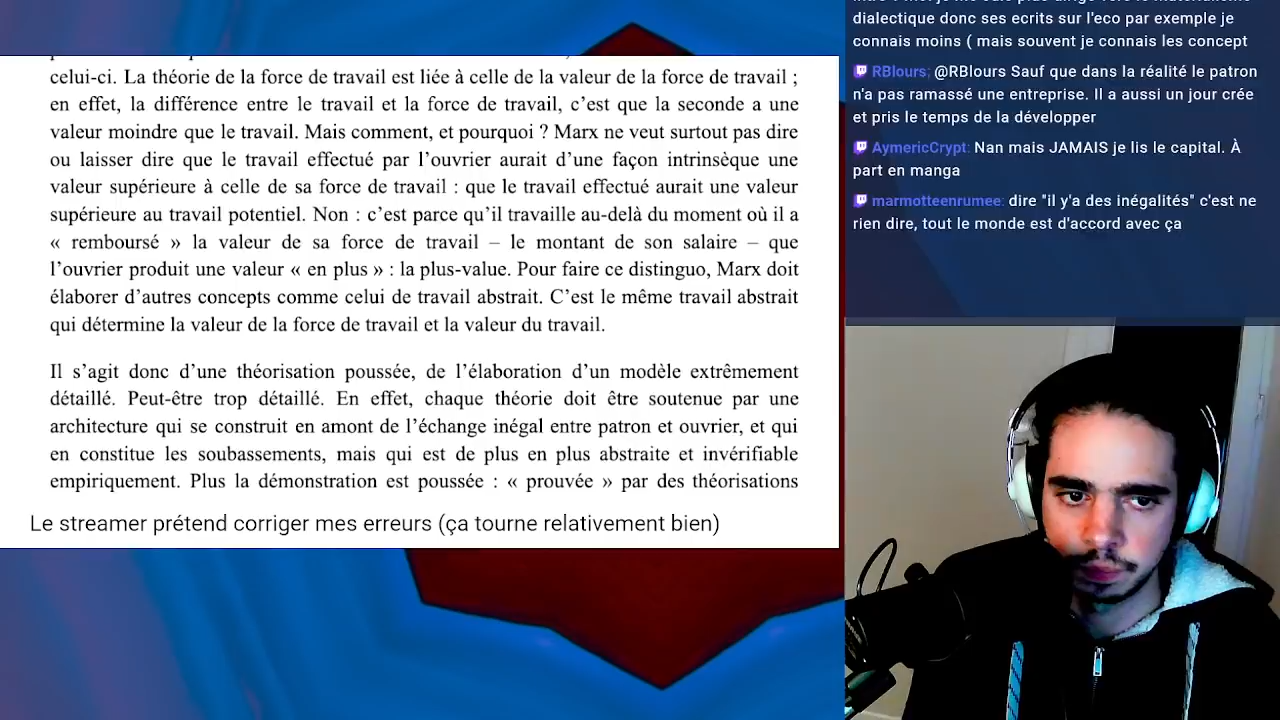 celui-ci. La théorie de la force de travail est liée à celle de la valeur de la force de travail ;
en effet, la différence entre le travail et la force de travail, c’est que la seconde a une
valeur moindre que le travail. Mais comment, et pourquoi ? Marx ne veut surtout pas dire
ou laisser dire que le travail effectué par l’ouvrier aurait d’une façon intrinsèque une
valeur supérieure à celle de sa force de travail : que le travail effectué aurait une valeur
supérieure au travail potentiel. Non : c’est parce qu’il travaille au-delà du moment où il a
« remboursé » la valeur de sa force de travail – le montant de son salaire – que
l’ouvrier produit une valeur « en plus » : la plus-value. Pour faire ce distinguo, Marx doit
élaborer d’autres concepts comme celui de travail abstrait. C’est le même travail abstrait
qui détermine la valeur de la force de travail et la valeur du travail.
Il s’agit donc d’une théorisation poussée, de l’élaboration d’un modèle extrêmement
détaillé. Peut-être trop détaillé. En effet, chaque théorie doit être soutenue par une
architecture qui se construit en amont de l’échange inégal entre patron et ouvrier, et qui
en constitue les soubassements, mais qui est de plus en plus abstraite et invérifiable
empiriquement. Plus la démonstration est poussée : « prouvée » par des théorisations
Le streamer prétend corriger mes erreurs (ça tourne relativement bien)
dialectique donc ses ecrits sur l'eco par exemple je
connais moins ( mais souvent je connais les concept
RBlours: @RBlours Sauf que dans la réalité le patron
n'a pas ramassé une entreprise. Il a aussi un jour crée
et pris le temps de la développer
AymericCrypt: Nan mais JAMAIS je lis le capital. À
part en manga
marmotteenrumee: dire "il y'a des inégalités" c'est ne
rien dire, tout le monde est d'accord avec ça